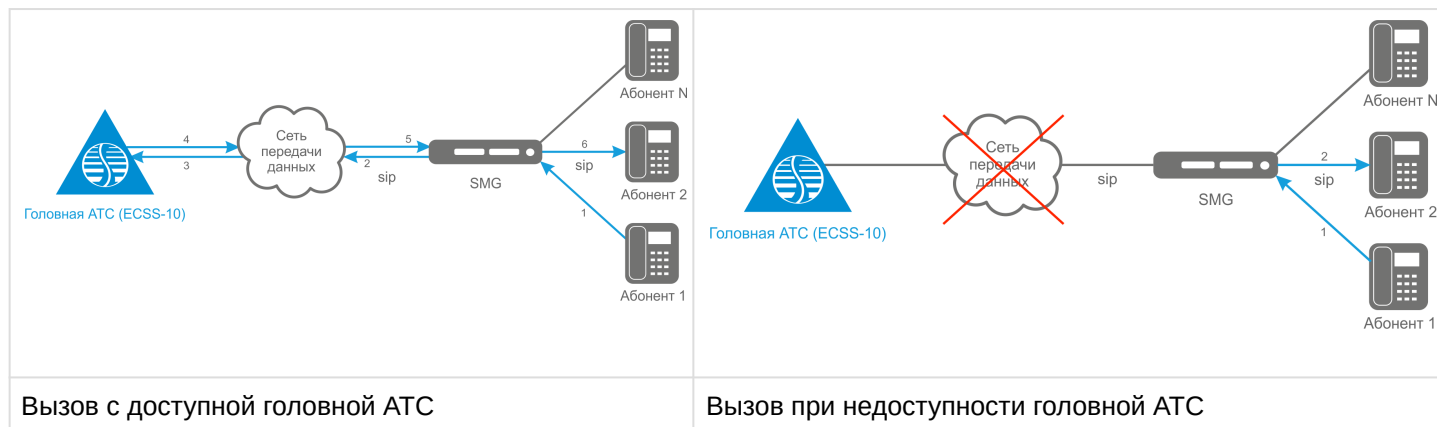 Абонент N
4
3
Сеть
передачи
данных
5
2
sip
SMG
6
sip
Абонент 2
1
Головная АТС (ECSS-10)
Абонент 1
Вызов с доступной головной АТС
Абонент N
Сеть
передачи
данных
sip
SMG
2
sip
Абонент 2
1
Головная АТС (ECSS-10)
Абонент 1
Вызов при недоступности головной АТС